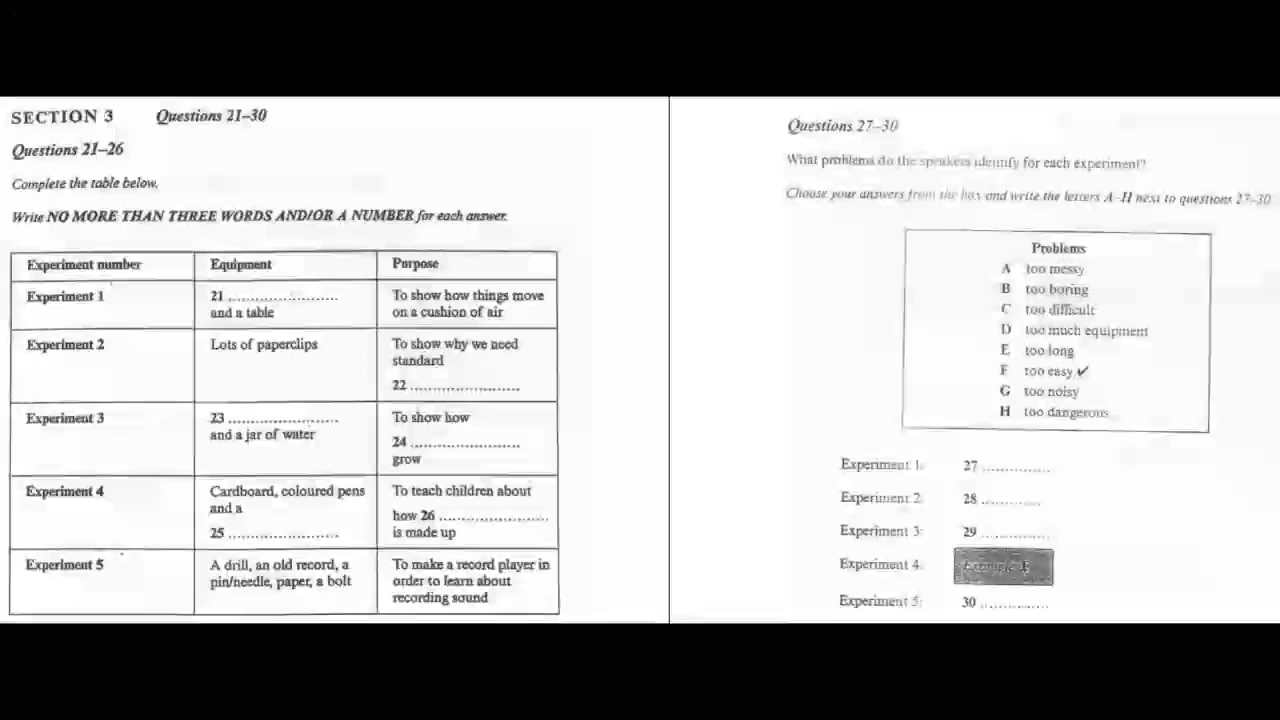 SECTION 3 Questions 21–30
Questions 21–26
Complete the table below.
Write NO MORE THAN THREE WORDS AND/OR A NUMBER for each answer.
Experiment number Equipment Purpose
Experiment 1 21 ........................ To show how things move
and a table on a cushion of air
Experiment 2 Lots of paperclips To show why we need
standard
22 ........................
Experiment 3 23 ........................ To show how
and a jar of water 24 ........................
grow
Experiment 4 Cardboard, coloured pens To teach children about
and a how 26 ........................
25 ........................ is made up
Experiment 5 A drill, an old record, a To make a record player in
pin/needle, paper, a bolt order to learn about
recording sound
Questions 27–30
What problems do the speakers identify for each experiment?
Choose your answers from the box and write the letters A–H next to questions 27–30
Problems
A too messy
B too boring
C too difficult
D too much equipment
E too long
F too easy ✓
G too noisy
H too dangerous
Experiment 1: 27 ...............
Experiment 2: 28 ...............
Experiment 3: 29 ...............
Experiment 4:
Experiment 5: 30 ...............